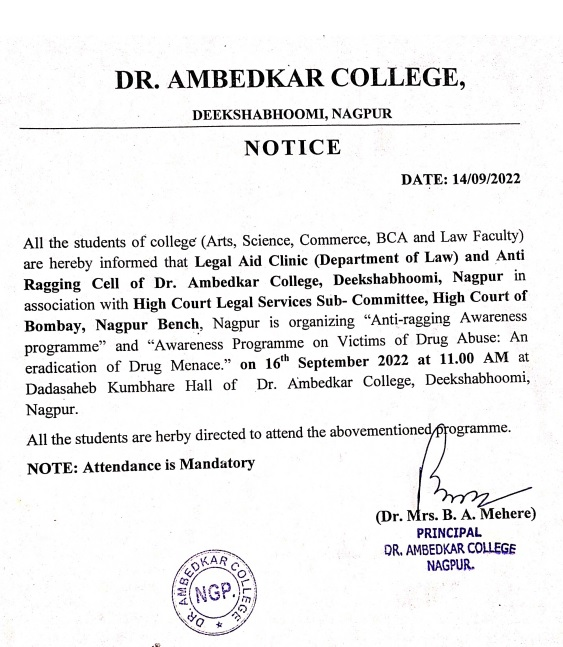 DR. AMBEDKAR COLLEGE,
DEEKSHABHOOMI, NAGPUR
NOTICE
DATE: 14/09/2022
All the students of college (Arts, Science, Commerce, BCA and Law Faculty)
are hereby informed that Legal Aid Clinic (Department of Law) and Anti
Ragging Cell of Dr. Ambedkar College, Deekshabhoomi, Nagpur in
association with High Court Legal Services Sub- Committee, High Court of
Bombay, Nagpur Bench, Nagpur is organizing “Anti-ragging Awareness
programme” and “Awareness Programme on Victims of Drug Abuse: An
eradication of Drug Menace.” on 16th September 2022 at 11.00 AM at
Dadasaheb Kumbhare Hall of Dr. Ambedkar College, Deekshabhoomi,
Nagpur.
All the students are herby directed to attend the abovementioned programme.
NOTE: Attendance is Mandatory
(Dr. Mrs. B. A. Mehere)
PRINCIPAL
DR. AMBEDKAR COLLEGE
NAGPUR.
DR. AMBEDKAR COLLEGE
NGP.